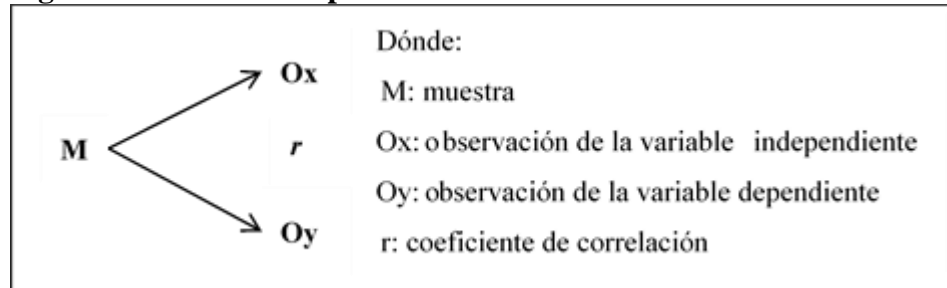 Dónde:
Ox
M: muestra
M
r
Ox: observación de la variable independiente
Oy: observación de la variable dependiente
Oy
r: coeficiente de correlación